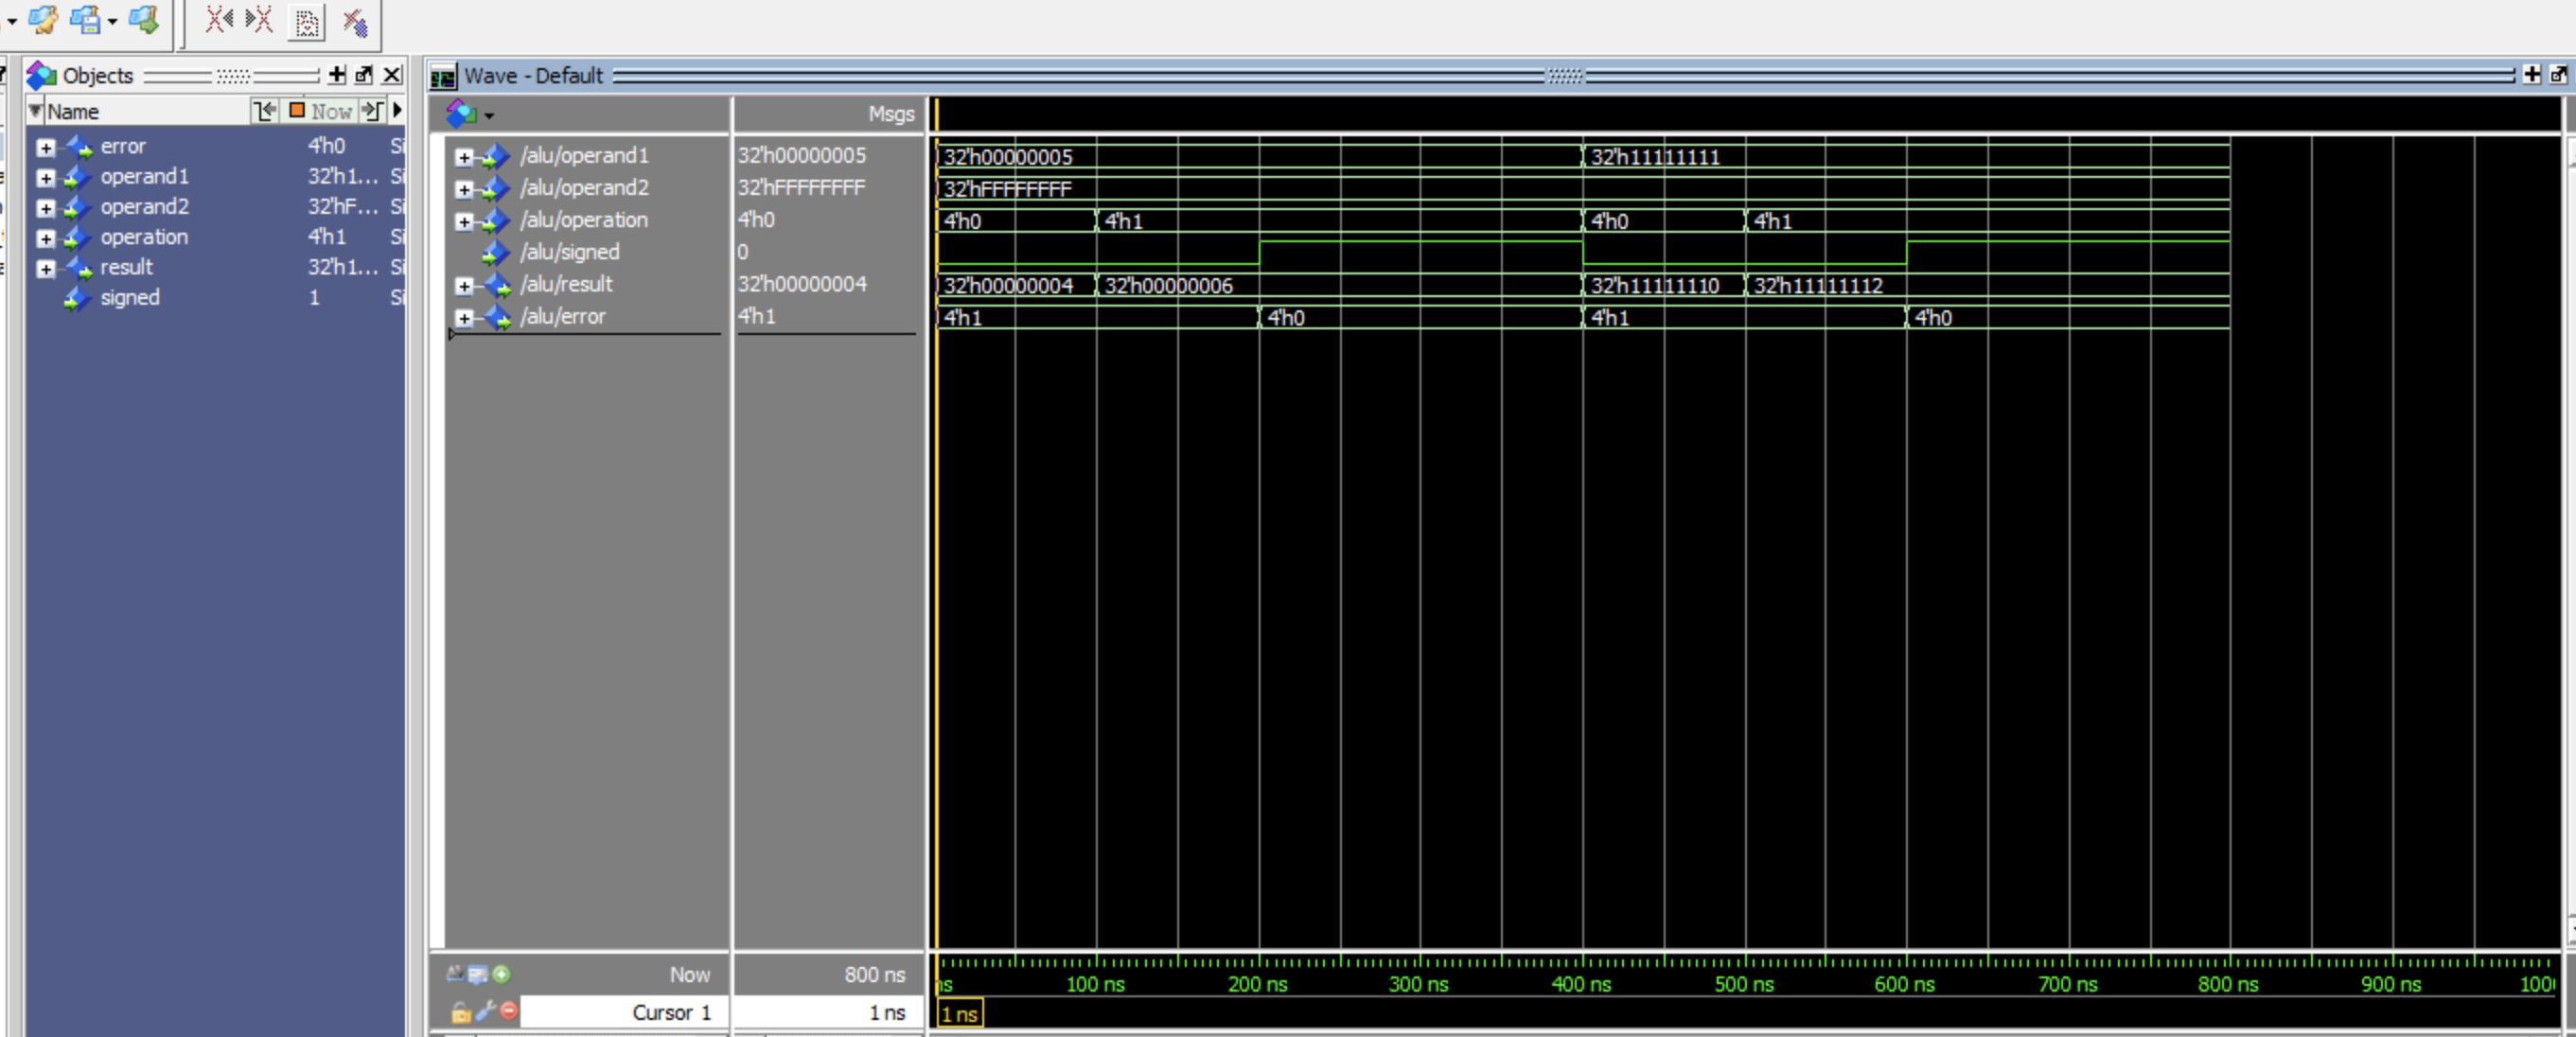 Objects
Wave - Default
Name Now
Msgs
error 4'h0 Si
operand1 32'h1... Si
operand2 32'hF... Si
operation 4'h1 Si
result 32'h1... Si
signed 1 Si
/alu/operand1 32'h00000005 32'h00000005 32'h11111111
/alu/operand2 32'hFFFFFFFF 32'hFFFFFFFF
/alu/operation 4'h0 4'h0 4'h1 4'h0 4'h1
/alu/signed 0
/alu/result 32'h00000004 32'h00000004 32'h00000006 32'h11111110 32'h11111112
/alu/error 4'h1 4'h1 4'h0 4'h1 4'h0
Now 800 ns
ns 100 ns 200 ns 300 ns 400 ns 500 ns 600 ns 700 ns 800 ns 900 ns 100
Cursor 1 1 ns 1 ns